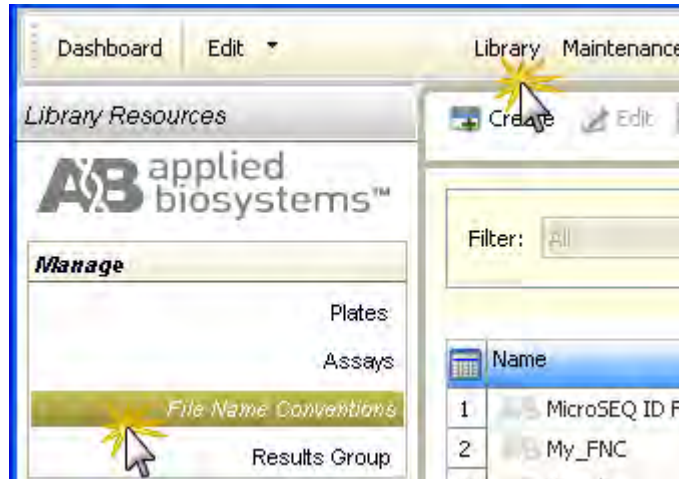 Dashboard Edit Library Maintenance
Library Resources
Create Edit
AB applied biosystems™
Filter: All
Manage
Plates
Assays
Name
File Name Conventions
1 MicroSEQ ID F
2 My_FNC
Results Group